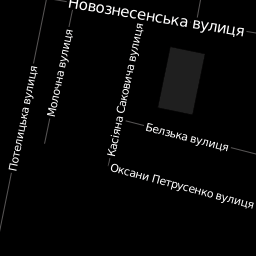 Новознесенська вулиця
Молочна вулиця
Касіяна Саковича вулиця
Потелицька вулиця
Белзька вулиця
Оксани Петрусенко вулиця